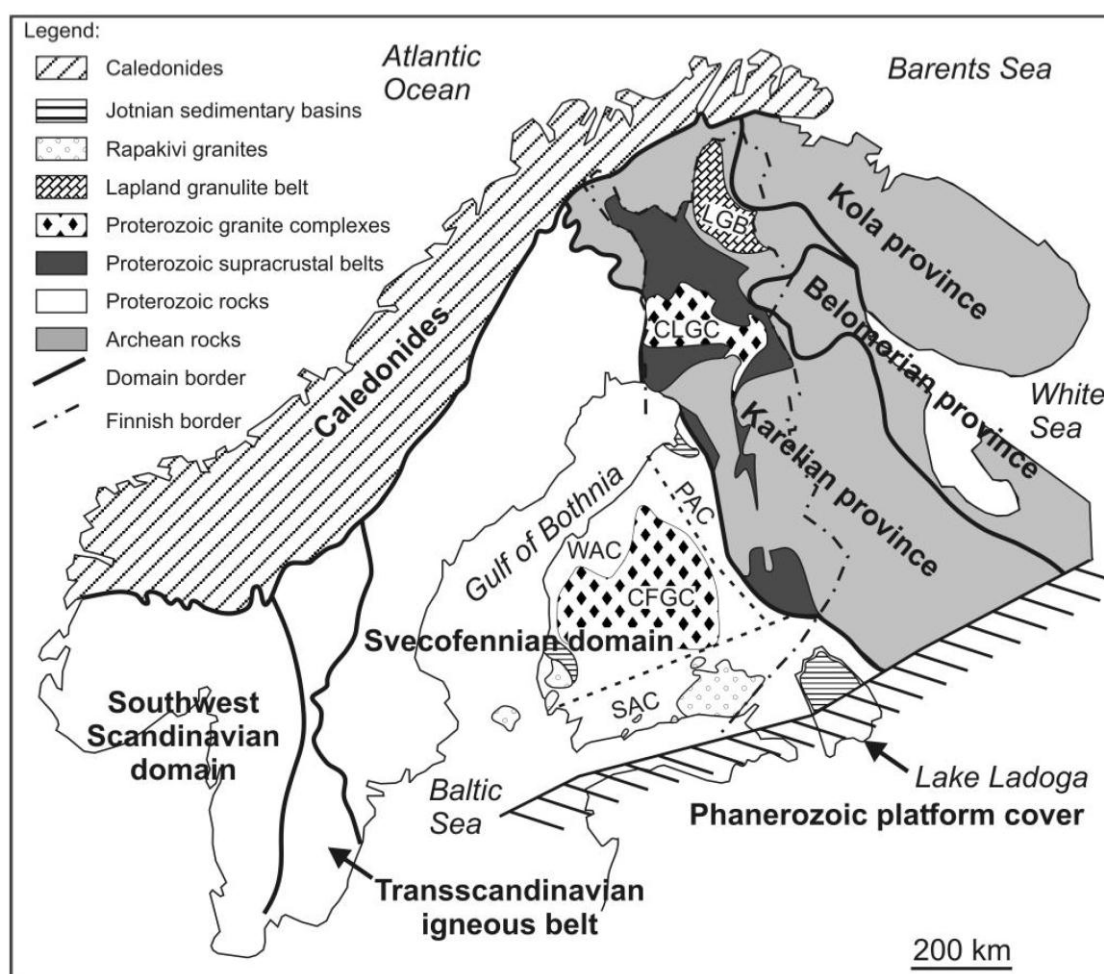 Legend:
Caledonides
Jotnian sedimentary basins
Rapakivi granites
Lapland granulite belt
Proterozoic granite complexes
Proterozoic supracrustal belts
Proterozoic rocks
Archean rocks
Domain border
Finnish border
Atlantic
Ocean
Barents Sea
LGB
Kola province
CLGC
Belomorian province
Caledonides
White
Sea
Karelian province
Gulf of Bothnia
PAC
WAC
CFGC
Svecofennian domain
SAC
Southwest
Scandinavian
domain
Baltic
Sea
Lake Ladoga
Phanerozoic platform cover
Transscandinavian
igneous belt
200 km